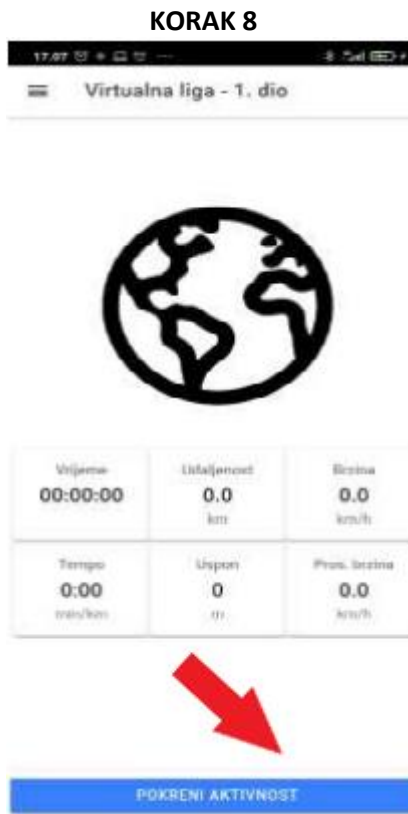 KORAK 8
17.07
Virtualna liga - 1. dio
Vrijeme Udaljenost Brzina
00:00:00 0.0 0.0
km km/h
Tempo Uspon Pros. brzina
0:00 0 0.0
min/km m km/h
POKRENI AKTIVNOST